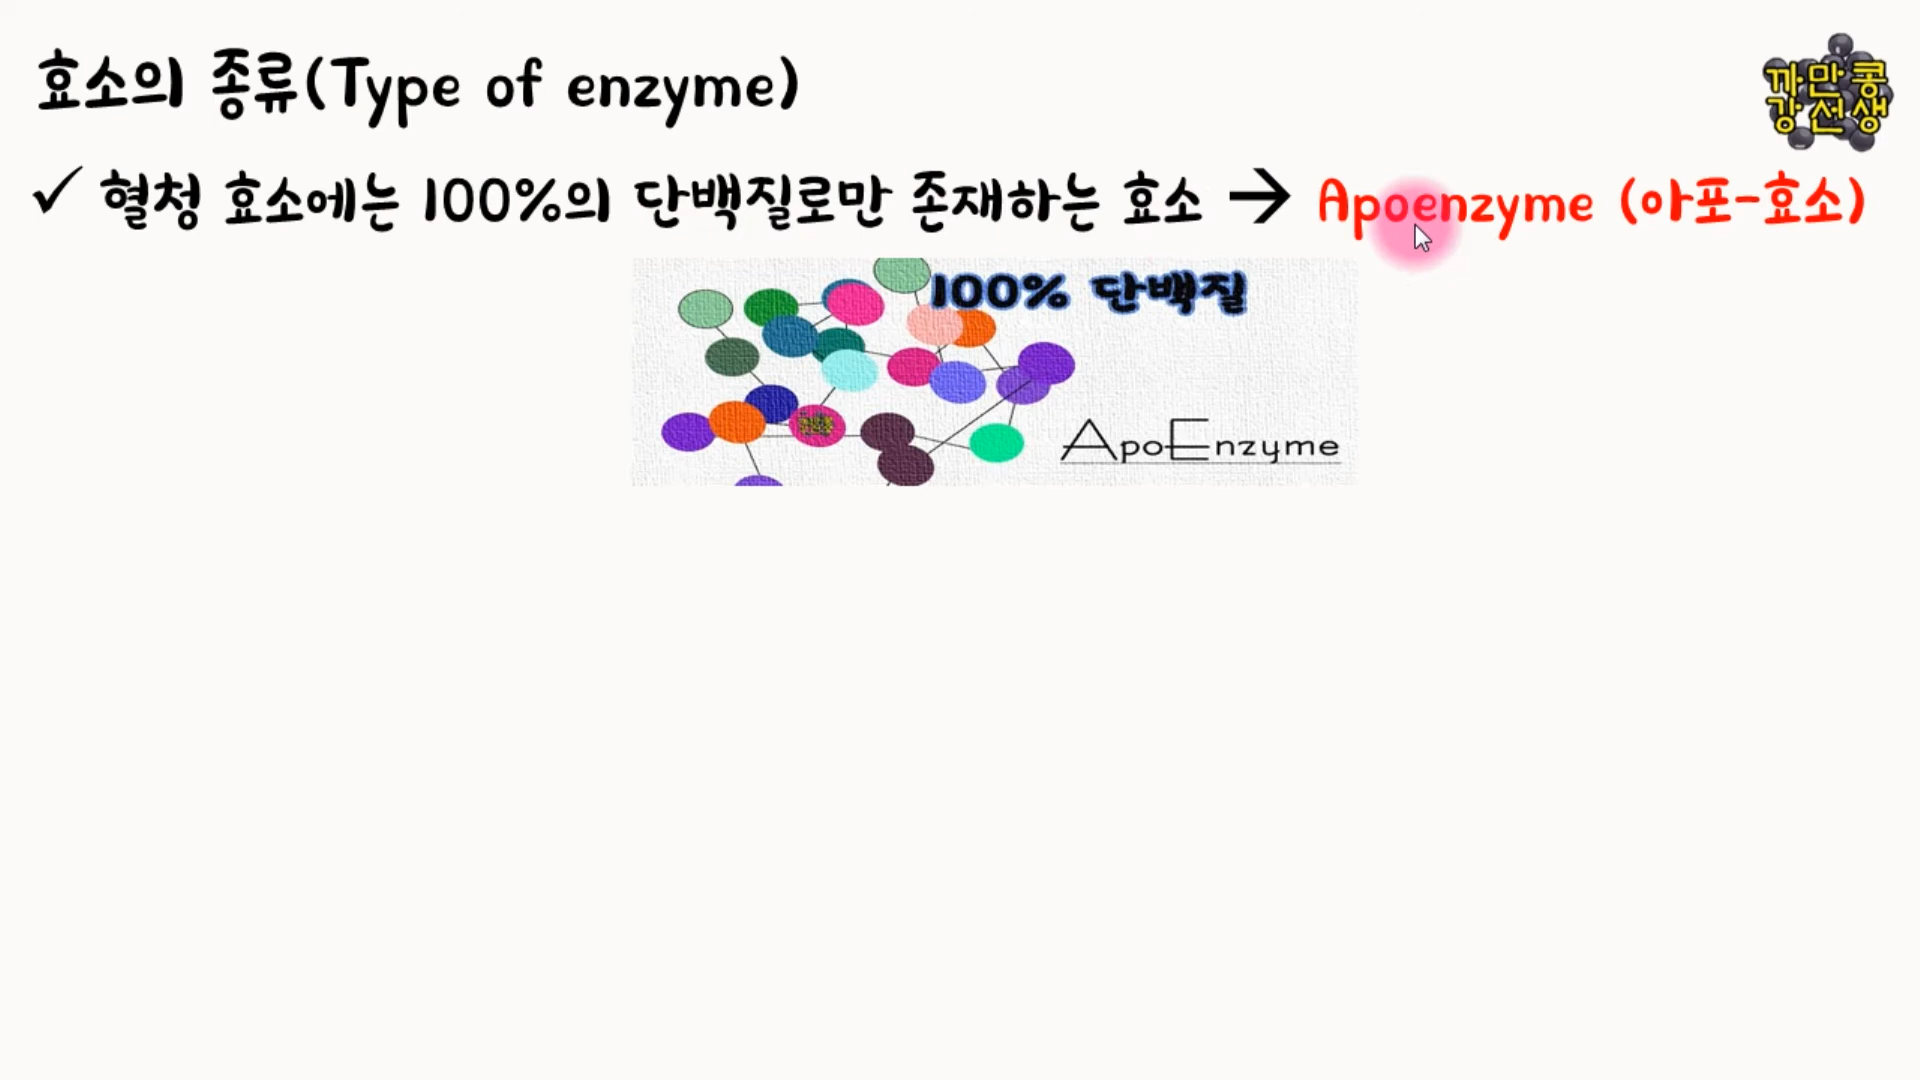 효소의 종류(Type of enzyme)
까만콩
강선생
✓ 혈청 효소에는 100%의 단백질로만 존재하는 효소 → Apoenzyme (아포-효소)
100% 단백질
ApoEnzyme